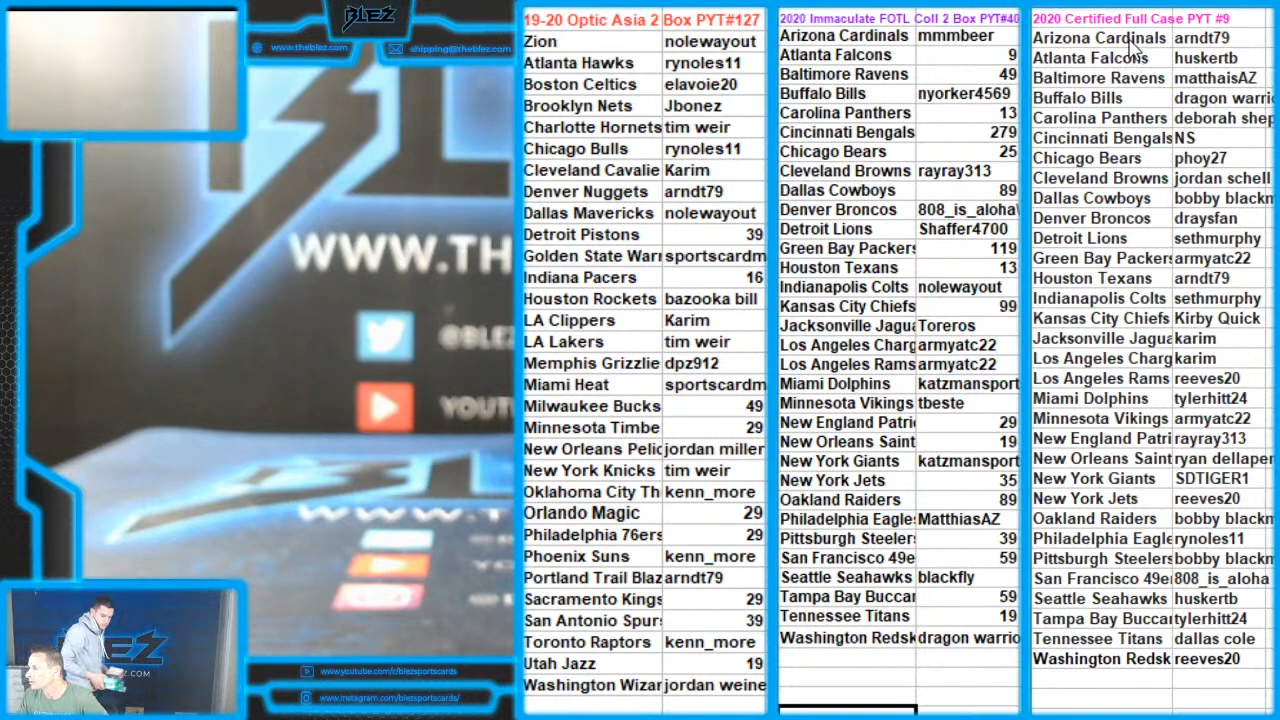 BLEZ
www.theblez.com
shipping@theblez.com
WWW.TH
@BLEZ
YOUT
BLEZ
.COM
www.youtube.com/c/blezsportscards
www.instagram.com/blezsportscards/
19-20 Optic Asia 2 Box PYT#127
Zion nolewayout
Atlanta Hawks rynoles11
Boston Celtics elavoie20
Brooklyn Nets Jbonez
Charlotte Hornets tim weir
Chicago Bulls rynoles11
Cleveland Cavalie Karim
Denver Nuggets arndt79
Dallas Mavericks nolewayout
Detroit Pistons 39
Golden State Warr sportscardm
Indiana Pacers 16
Houston Rockets bazooka bill
LA Clippers Karim
LA Lakers tim weir
Memphis Grizzlie dpz912
Miami Heat sportscardm
Milwaukee Bucks 49
Minnesota Timbe 29
New Orleans Pelic jordan miller
New York Knicks tim weir
Oklahoma City Th kenn_more
Orlando Magic 29
Philadelphia 76ers 29
Phoenix Suns kenn_more
Portland Trail Blaz arndt79
Sacramento Kings 29
San Antonio Spurs 39
Toronto Raptors kenn_more
Utah Jazz 19
Washington Wizar jordan weine
2020 Immaculate FOTL Coll 2 Box PYT#40
Arizona Cardinals mmmbeer
Atlanta Falcons 9
Baltimore Ravens 49
Buffalo Bills nyorker4569
Carolina Panthers 13
Cincinnati Bengals 279
Chicago Bears 25
Cleveland Browns rayray313
Dallas Cowboys 89
Denver Broncos 808_is_aloha
Detroit Lions Shaffer4700
Green Bay Packers 119
Houston Texans 13
Indianapolis Colts nolewayout
Kansas City Chiefs 99
Jacksonville Jagua Toreros
Los Angeles Charg armyatc22
Los Angeles Rams armyatc22
Miami Dolphins katzmansport
Minnesota Vikings tbeste
New England Patri 29
New Orleans Saint 19
New York Giants katzmansport
New York Jets 35
Oakland Raiders 89
Philadelphia Eagles MatthiasAZ
Pittsburgh Steelers 39
San Francisco 49e 59
Seattle Seahawks blackfly
Tampa Bay Buccar 59
Tennessee Titans 19
Washington Redsk dragon warrio
2020 Certified Full Case PYT #9
Arizona Cardinals arndt79
Atlanta Falcons huskertb
Baltimore Ravens matthaisAZ
Buffalo Bills dragon warri
Carolina Panthers deborah shep
Cincinnati Bengals NS
Chicago Bears phoy27
Cleveland Browns jordan schell
Dallas Cowboys bobby blackn
Denver Broncos draysfan
Detroit Lions sethmurphy
Green Bay Packers armyatc22
Houston Texans arndt79
Indianapolis Colts sethmurphy
Kansas City Chiefs Kirby Quick
Jacksonville Jagua karim
Los Angeles Charg karim
Los Angeles Rams reeves20
Miami Dolphins tylerhitt24
Minnesota Vikings armyatc22
New England Patri rayray313
New Orleans Saint ryan dellaper
New York Giants SDTIGER1
New York Jets reeves20
Oakland Raiders bobby blackn
Philadelphia Eagle rynoles11
Pittsburgh Steelers bobby blackn
San Francisco 49er 808_is_aloha
Seattle Seahawks huskertb
Tampa Bay Buccar tylerhitt24
Tennessee Titans dallas cole
Washington Redsk reeves20